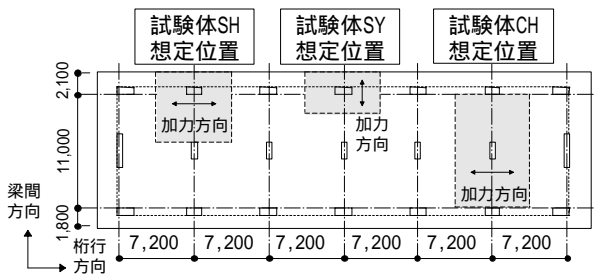 試験体SH
想定位置
試験体SY
想定位置
試験体CH
想定位置
2,100
11,000
1,800
加力方向
加力
方向
加力方向
梁間
方向
桁行
方向
7,200
7,200
7,200
7,200
7,200
7,200